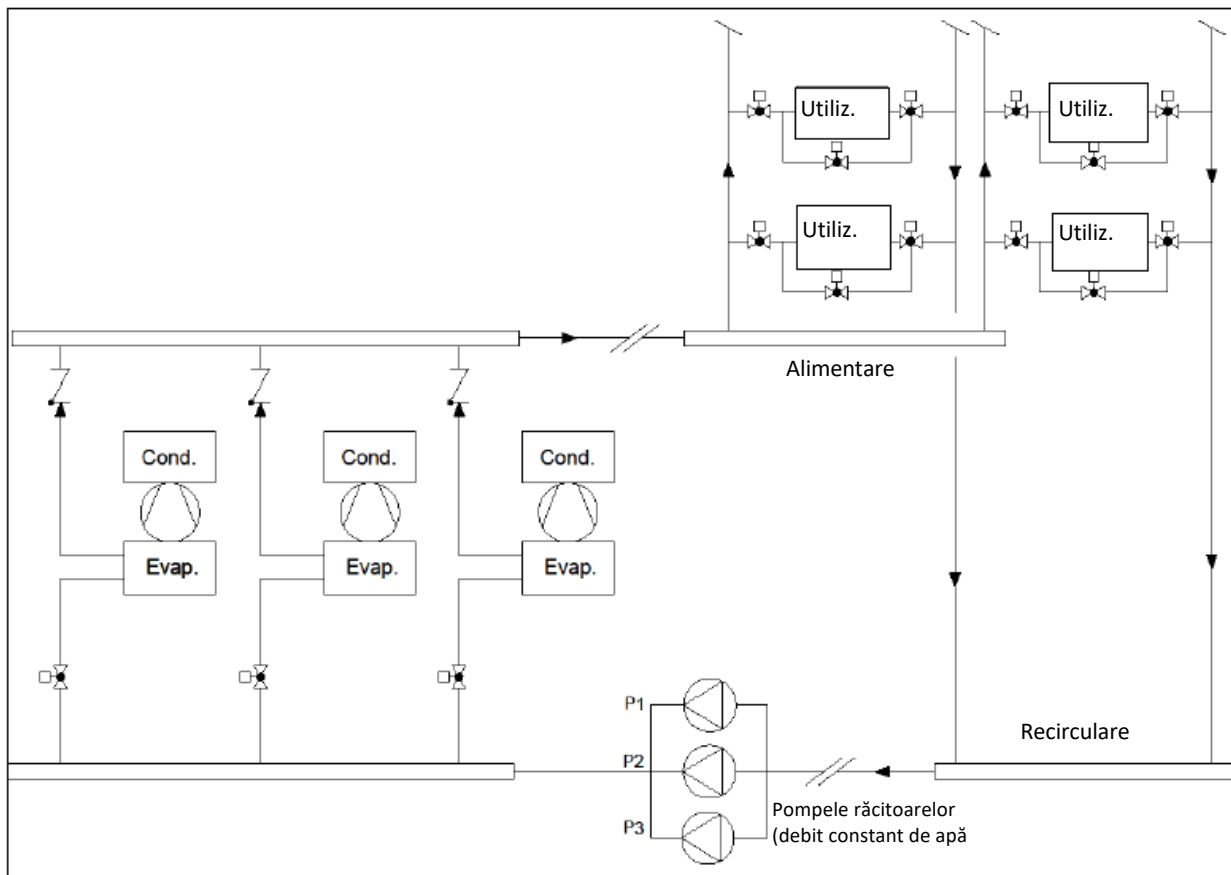 Utiliz.
Utiliz.
Utiliz.
Utiliz.
Alimentare
Cond.
Cond.
Cond.
Evap.
Evap.
Evap.
P1
P2
P3
Recirculare
Pompele răcitoarelor
(debit constant de apă